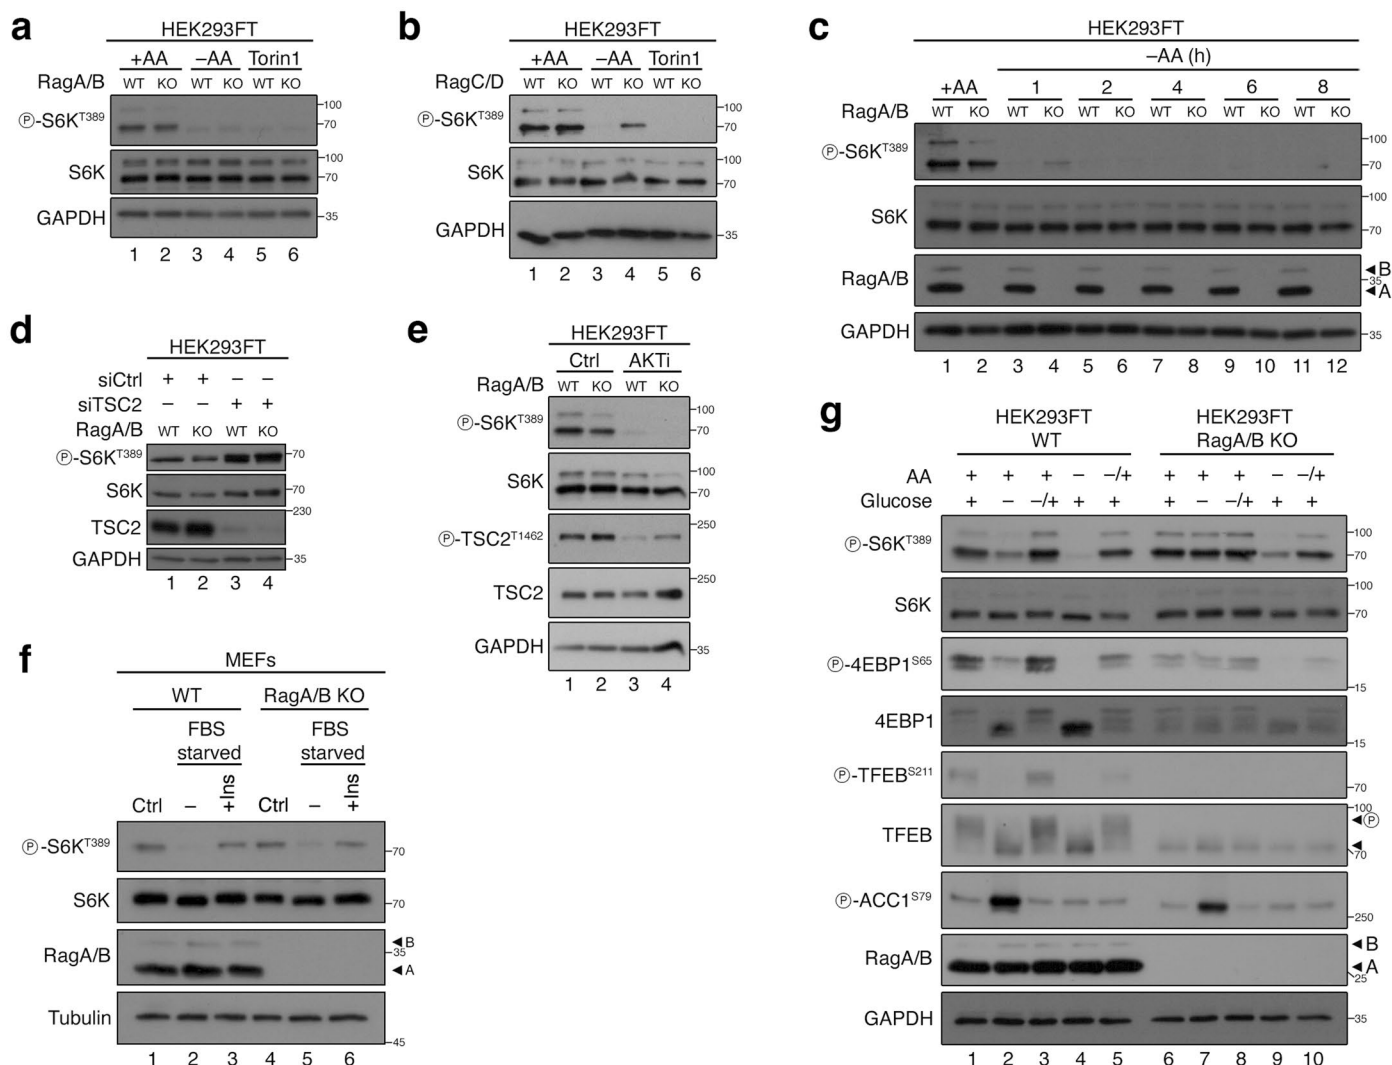 a
HEK293FT
+AA −AA Torin1
RagA/B WT KO WT KO WT KO
Ⓟ-S6K^T389 100 70
S6K 100 70
GAPDH 35
1 2 3 4 5 6
b
HEK293FT
+AA −AA Torin1
RagC/D WT KO WT KO WT KO
Ⓟ-S6K^T389 100 70
S6K 100 70
GAPDH 35
1 2 3 4 5 6
c
HEK293FT
−AA (h)
+AA 1 2 4 6 8
RagA/B WT KO WT KO WT KO WT KO WT KO WT KO
Ⓟ-S6K^T389 100 70
S6K 100 70
RagA/B ◄B 35 ◄A
GAPDH 35
1 2 3 4 5 6 7 8 9 10 11 12
d
HEK293FT
siCtrl + + − −
siTSC2 − − + +
RagA/B WT KO WT KO
Ⓟ-S6K^T389 70
S6K 70
TSC2 230
GAPDH 35
1 2 3 4
e
HEK293FT
Ctrl AKTi
RagA/B WT KO WT KO
Ⓟ-S6K^T389 100 70
S6K 100 70
Ⓟ-TSC2^T1462 250
TSC2 250
GAPDH 35
1 2 3 4
f
MEFs
WT RagA/B KO
FBS starved FBS starved
Ctrl − +Ins Ctrl − +Ins
Ⓟ-S6K^T389 70
S6K 70
RagA/B ◄B 35 ◄A
Tubulin 45
1 2 3 4 5 6
g
HEK293FT WT HEK293FT RagA/B KO
AA + + + − −/+ + + + − −/+
Glucose + − −/+ + + + − −/+ + +
Ⓟ-S6K^T389 100 70
S6K 100 70
Ⓟ-4EBP1^S65 15
4EBP1 15
Ⓟ-TFEB^S211 70
TFEB 100 ◄Ⓟ ◄ 70
Ⓟ-ACC1^S79 250
RagA/B ◄B ◄A 25
GAPDH 35
1 2 3 4 5 6 7 8 9 10